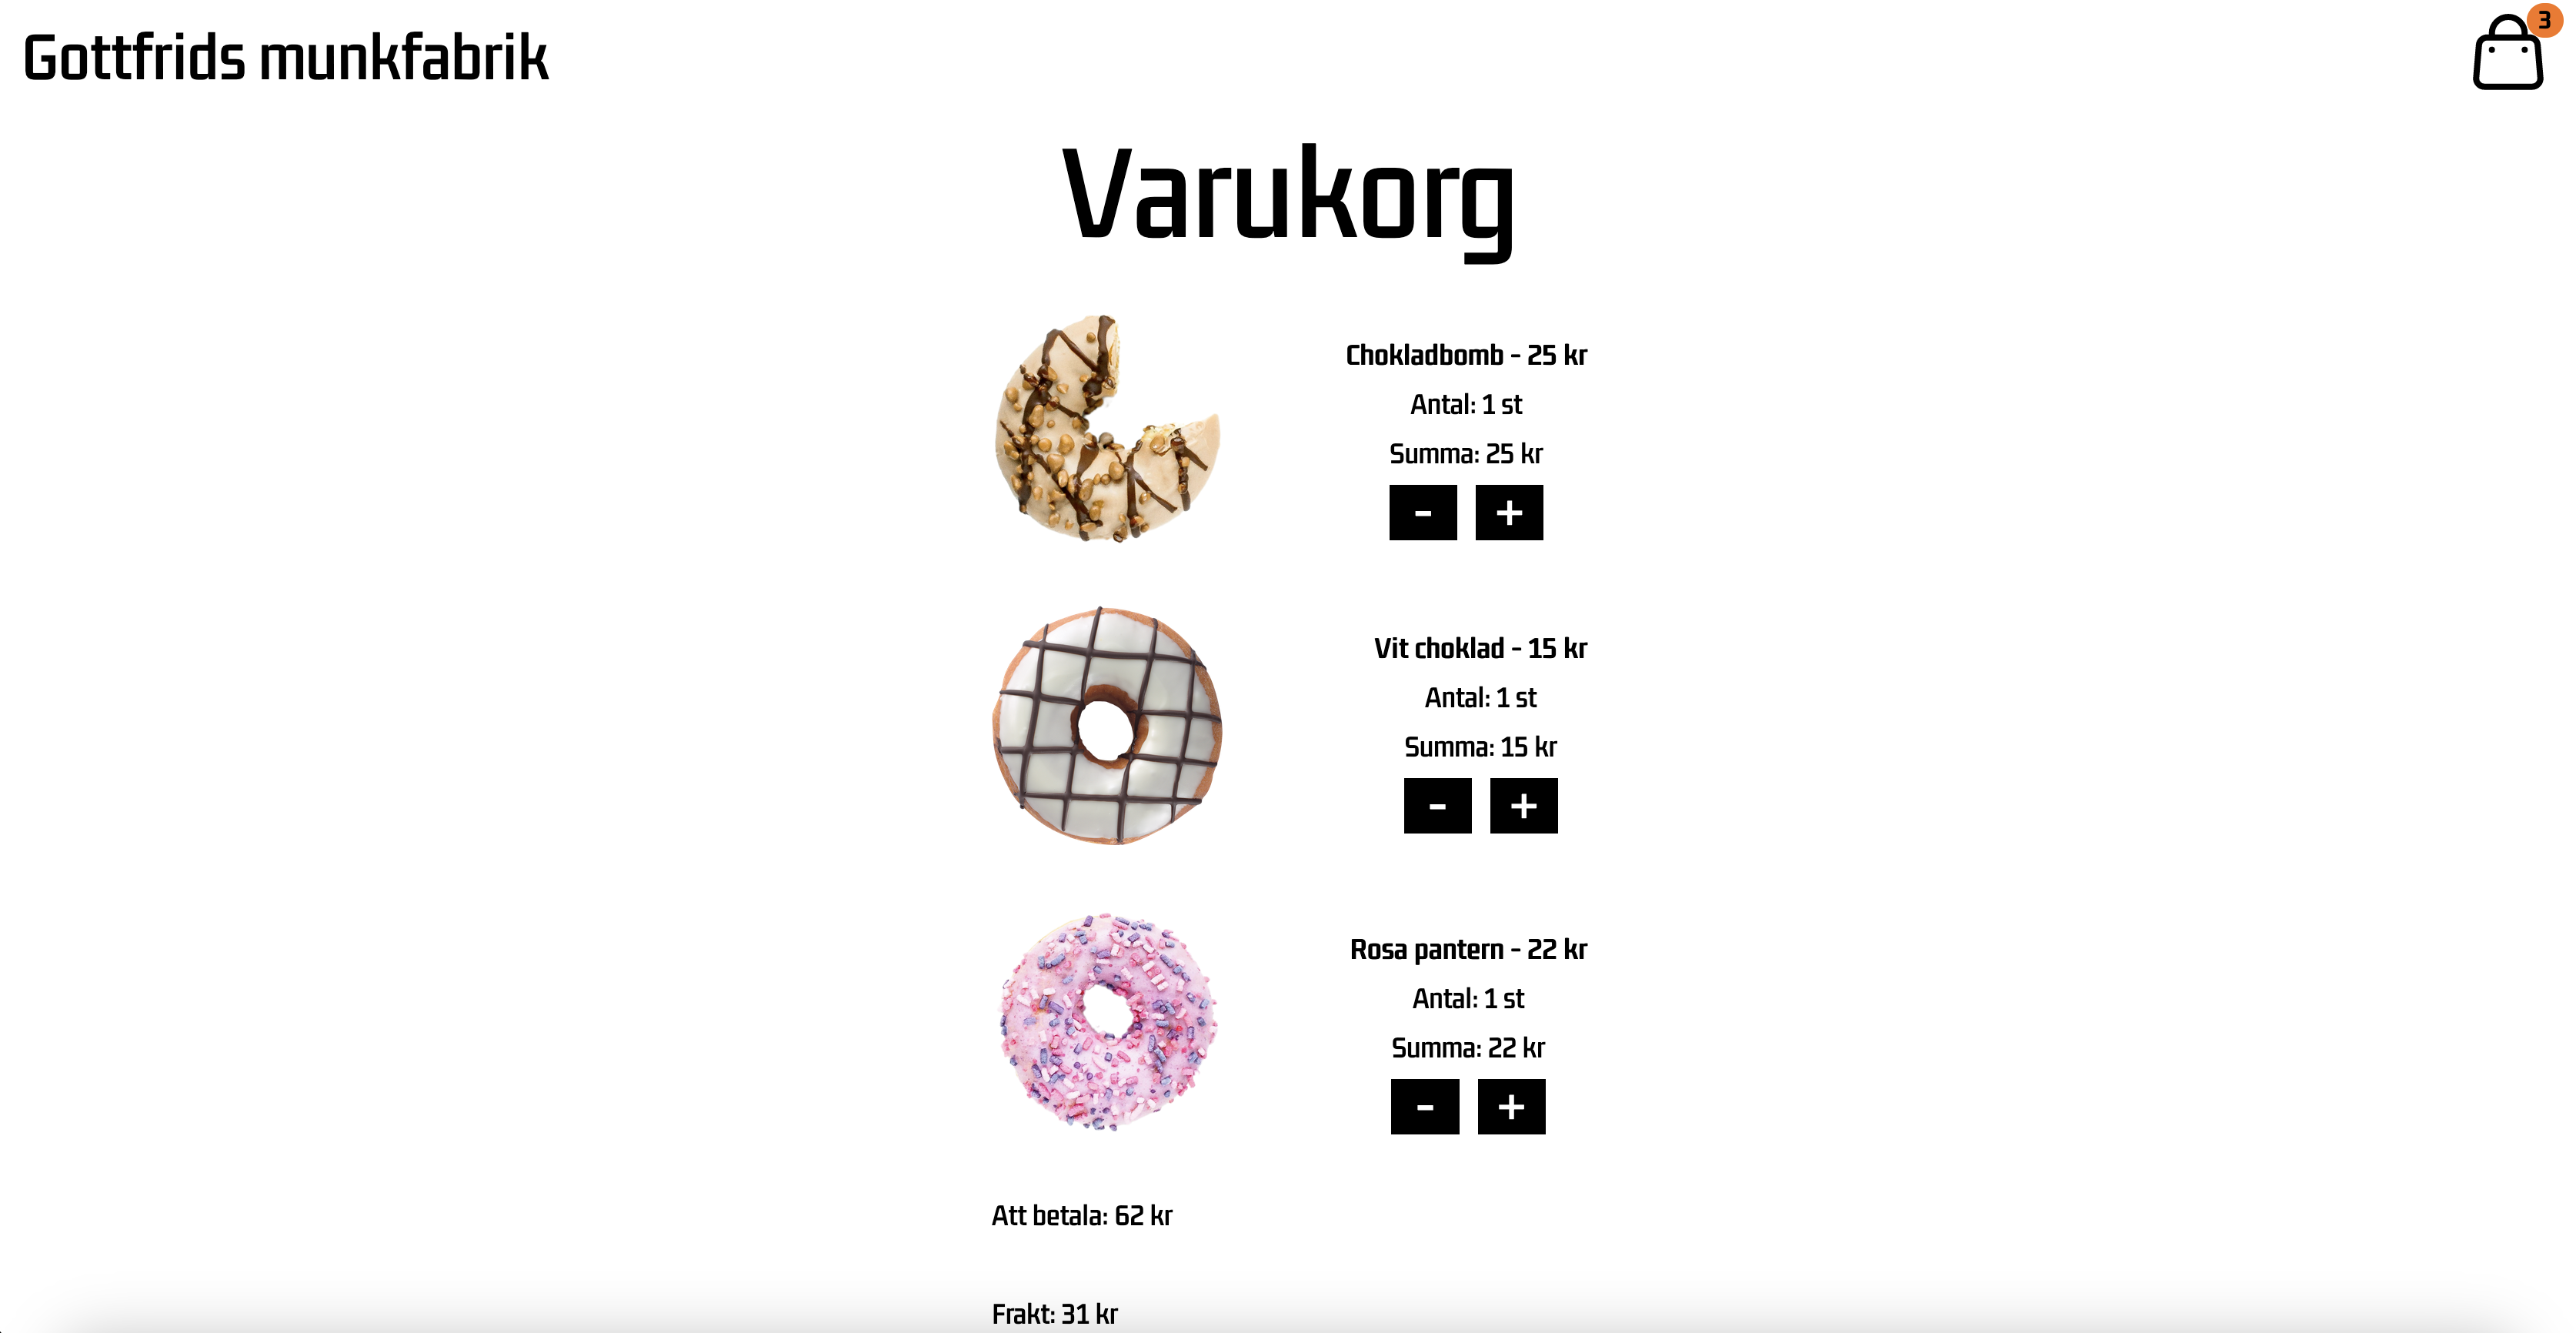 Gottfrids munkfabrik
3
Varukorg
Chokladbomb - 25 kr
Antal: 1 st
Summa: 25 kr
- +
Vit choklad - 15 kr
Antal: 1 st
Summa: 15 kr
- +
Rosa pantern - 22 kr
Antal: 1 st
Summa: 22 kr
- +
Att betala: 62 kr
Frakt: 31 kr